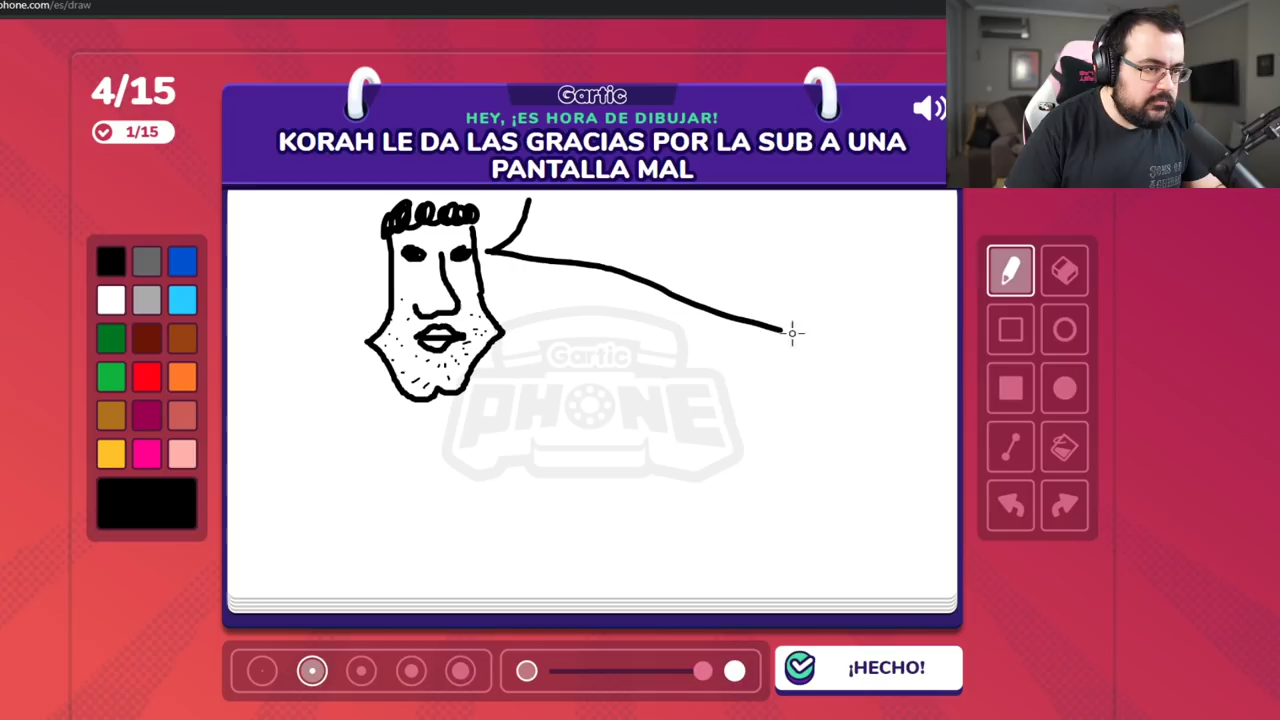 phone.com/es/draw
4/15
1/15
Gartic
HEY, ¡ES HORA DE DIBUJAR!
KORAH LE DA LAS GRACIAS POR LA SUB A UNA
PANTALLA MAL
Gartic
PHONE
¡HECHO!